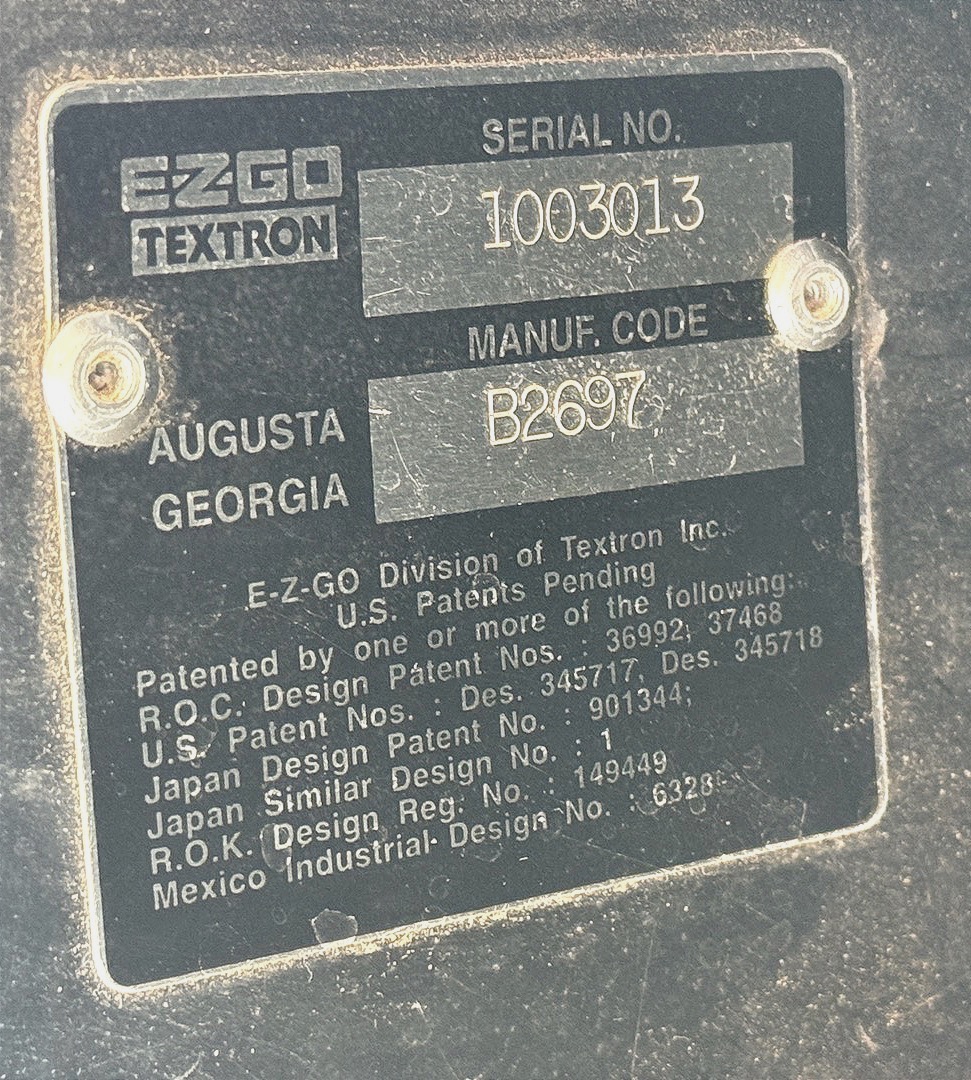 EZGO
TEXTRON
SERIAL NO.
1003013
MANUF. CODE
B2697
AUGUSTA
GEORGIA
E-Z-GO Division of Textron Inc.
U.S. Patents Pending
Patented by one or more of the following:
R.O.C. Design Patent Nos. : 36992; 37468
U.S. Patent Nos. : Des. 345717, Des. 345718
Japan Design Patent No. : 901344;
Japan Similar Design No. : 1
R.O.K. Design Reg. No. : 149449
Mexico Industrial Design No. : 6328